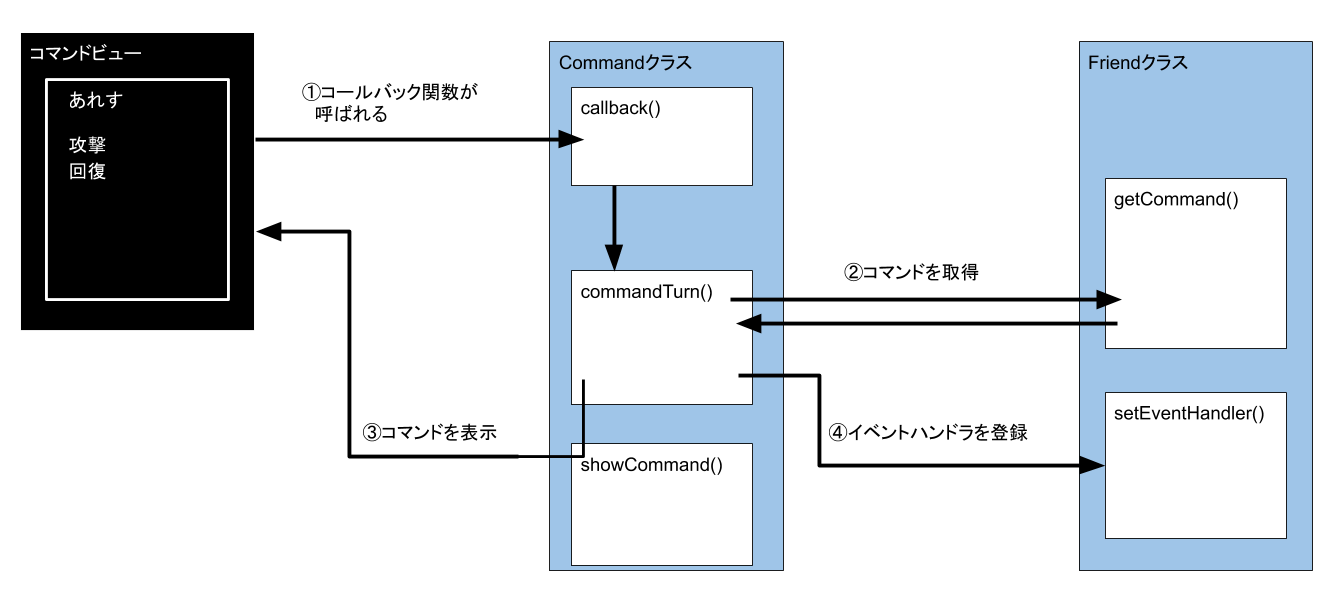 コマンドビュー
あれす
攻撃
回復
①コールバック関数が
呼ばれる
Commandクラス
callback()
commandTurn()
showCommand()
②コマンドを取得
③コマンドを表示
④イベントハンドラを登録
Friendクラス
getCommand()
setEventHandler()